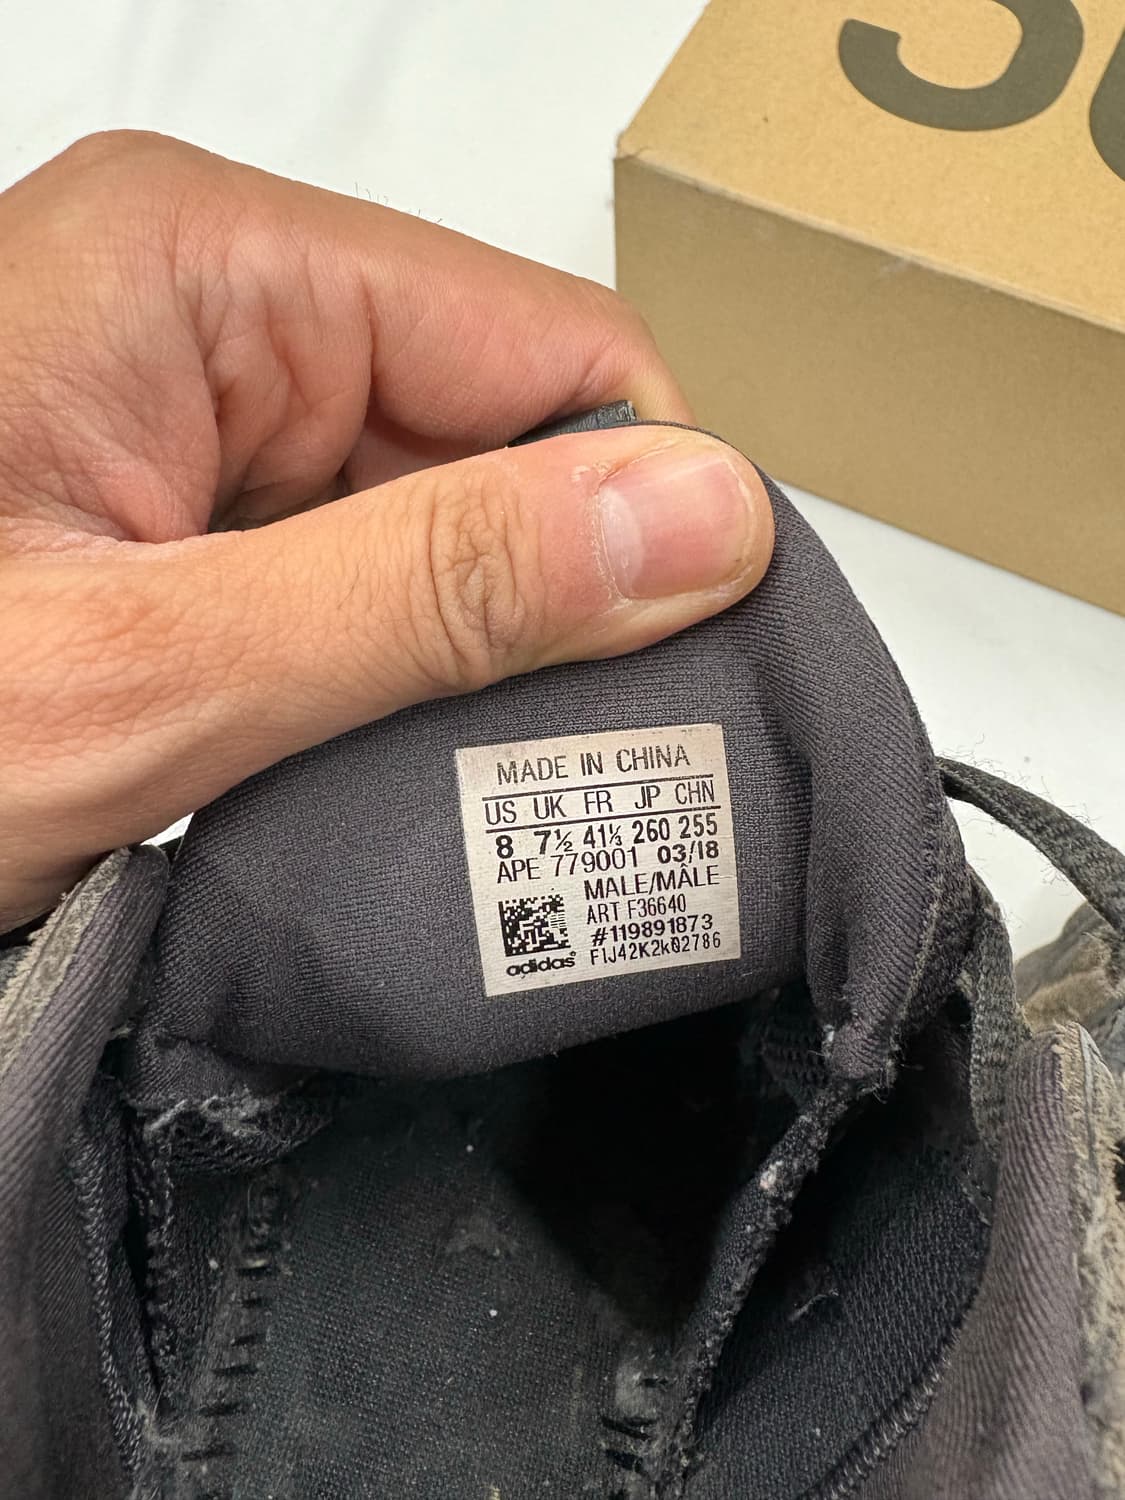 MADE IN CHINA
US UK FR JP CHN
8 7½ 41⅓ 260 255
APE 779001 03/18
MALE/MÂLE
ART F36640
#119891873
FIJ42K2k02786
adidas®